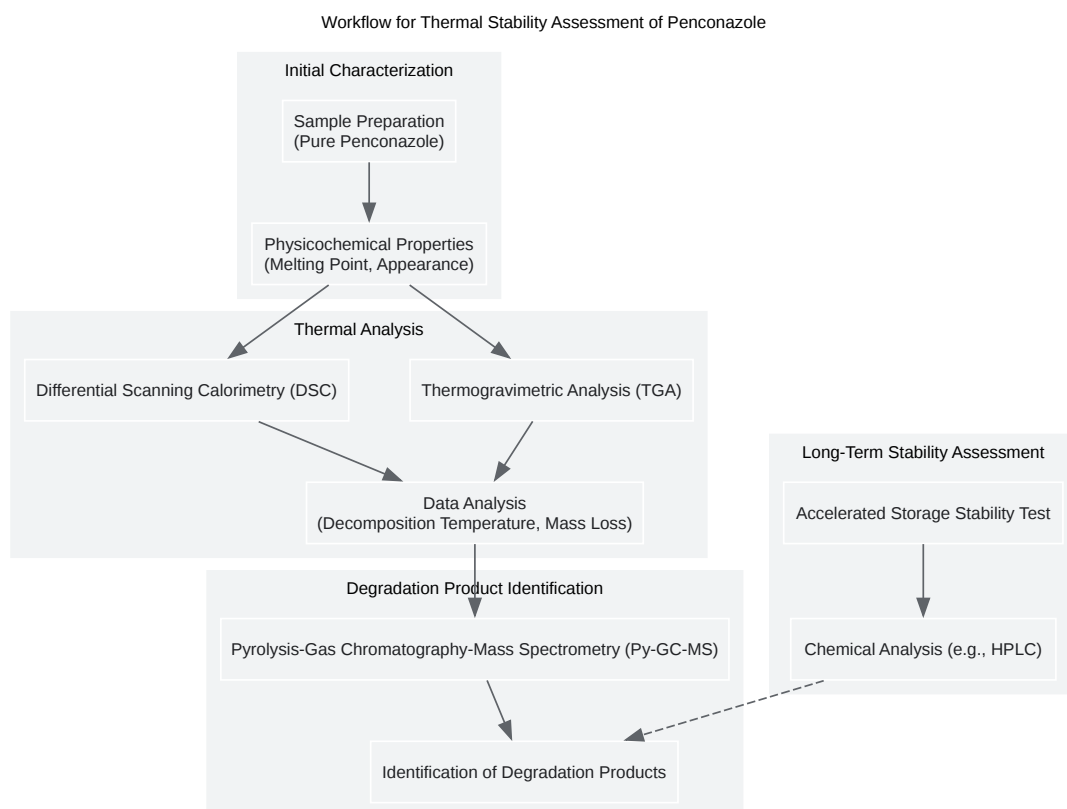 Workflow for Thermal Stability Assessment of Penconazole
Initial Characterization
Sample Preparation
(Pure Penconazole)
Physicochemical Properties
(Melting Point, Appearance)
Thermal Analysis
Differential Scanning Calorimetry (DSC)
Thermogravimetric Analysis (TGA)
Data Analysis
(Decomposition Temperature, Mass Loss)
Long-Term Stability Assessment
Accelerated Storage Stability Test
Chemical Analysis (e.g., HPLC)
Degradation Product Identification
Pyrolysis-Gas Chromatography-Mass Spectrometry (Py-GC-MS)
Identification of Degradation Products